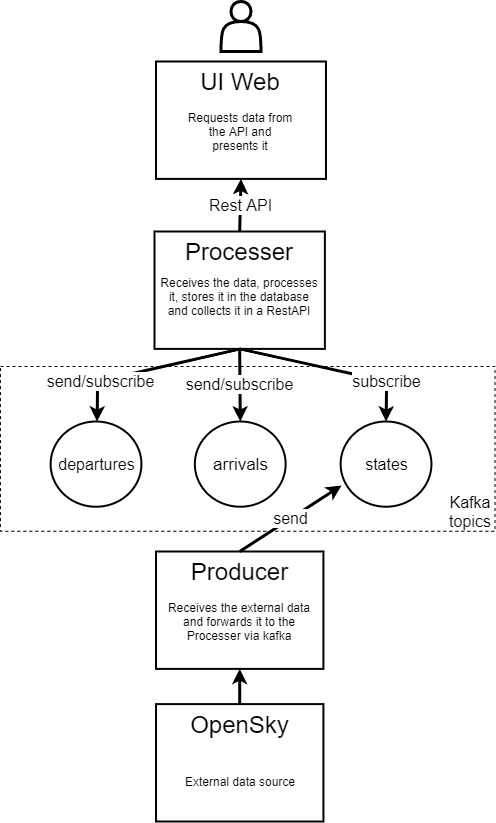 UI Web
Requests data from
the API and
presents it
Rest API
Processer
Receives the data, processes
it, stores it in the database
and collects it in a RestAPI
send/subscribe
send/subscribe
subscribe
departures
arrivals
states
Kafka
topics
send
Producer
Receives the external data
and forwards it to the
Processer via kafka
OpenSky
External data source